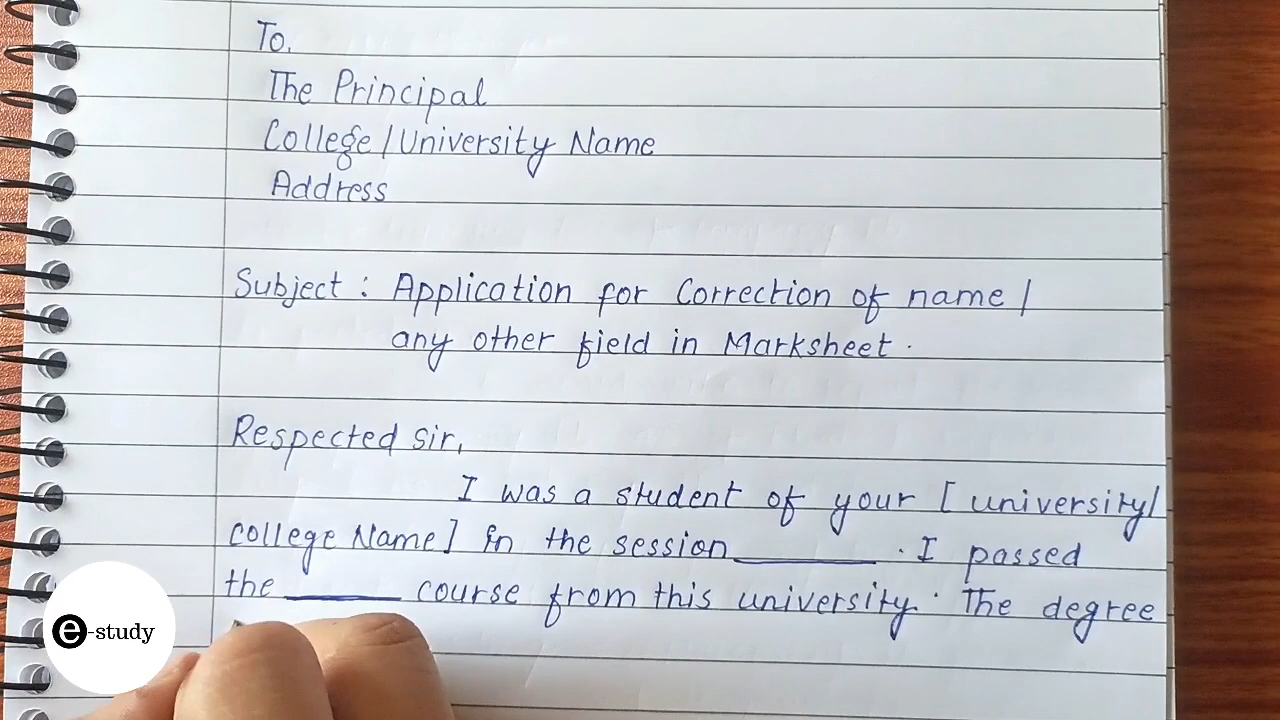 To,
The Principal
College/University Name
Address
Subject : Application for Correction of name /
any other field in Marksheet.
Respected sir,
I was a student of your [university/
college Name] in the session ________. I passed
the ______ course from this university. The degree
e-study